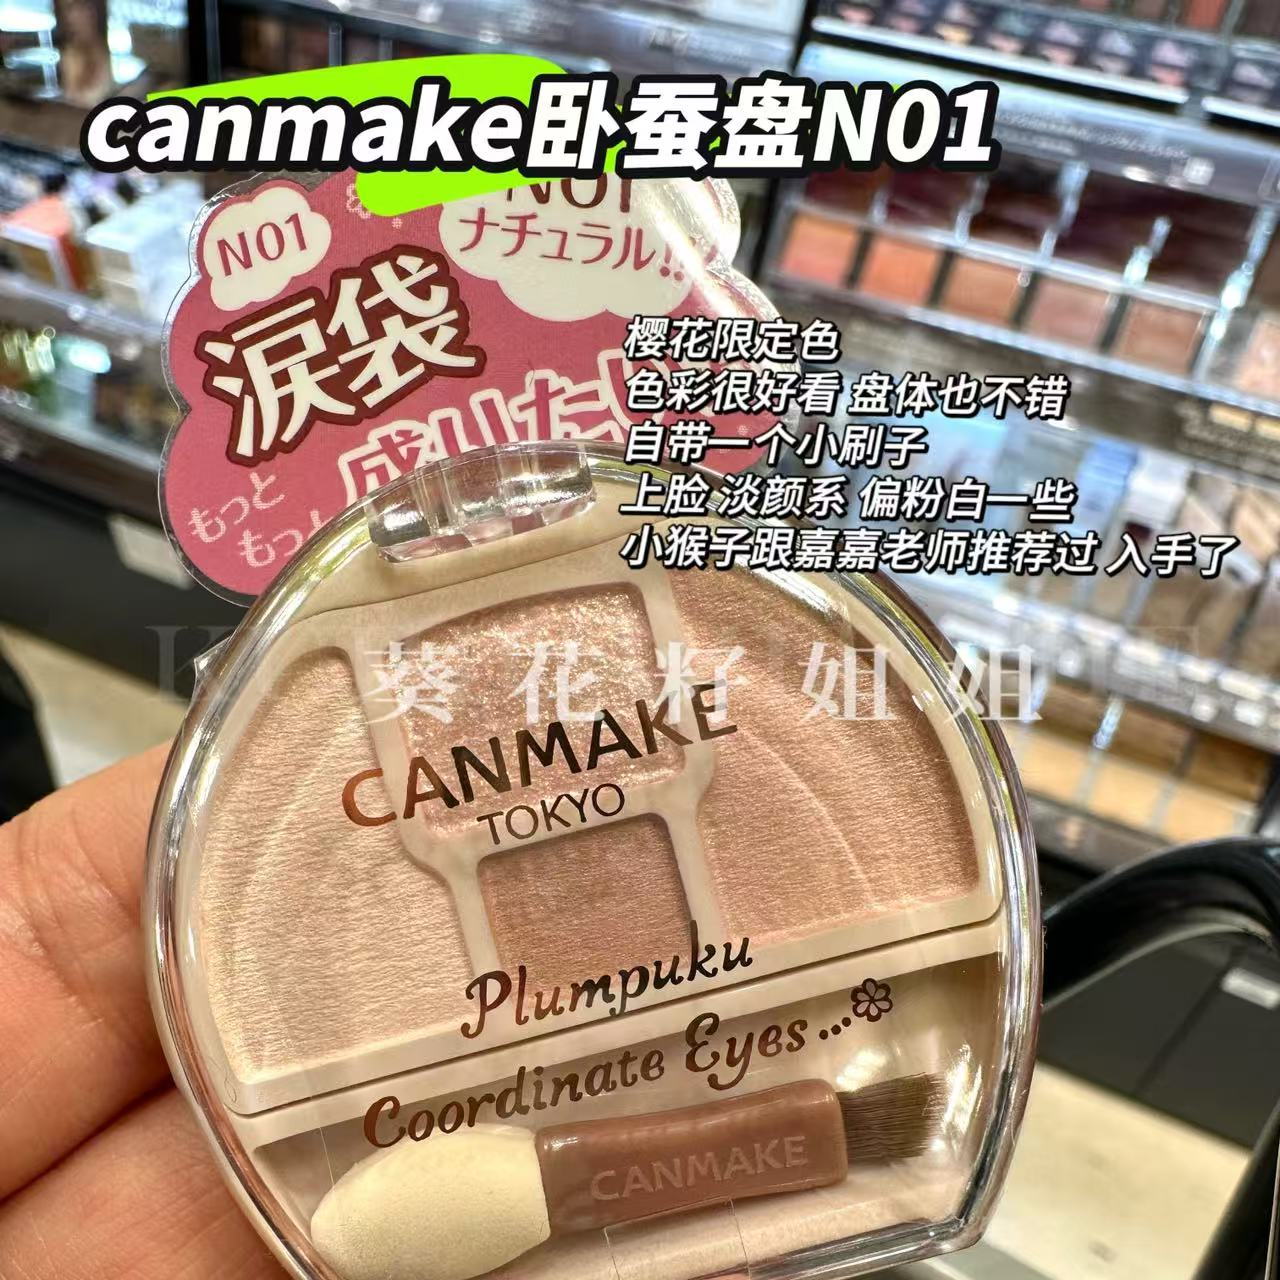 canmake卧蚕盘N01
N01
N01
ナチュラル!!
涙袋
盛りたい
もっと
もっ
樱花限定色
色彩很好看 盘体也不错
自带一个小刷子
上脸 淡颜系 偏粉白一些
小猴子跟嘉嘉老师推荐过 入手了
葵花籽姐姐
CANMAKE
TOKYO
Plumpuku
Coordinate Eyes...
CANMAKE